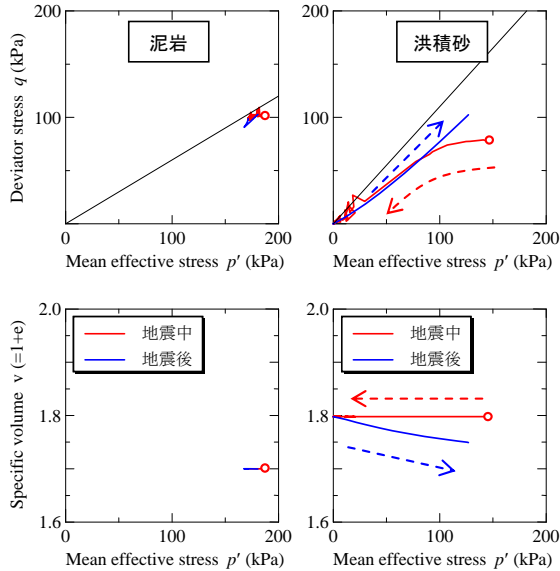 泥岩
洪積砂
Deviator stress q (kPa)
200
100
0
100
200
Mean effective stress p′ (kPa)
200
100
0
100
200
Mean effective stress p′ (kPa)
地震中
地震後
地震中
地震後
Specific volume v (=1+e)
2.0
1.8
1.6
0
100
200
Mean effective stress p′ (kPa)
2.0
1.8
1.6
0
100
200
Mean effective stress p′ (kPa)